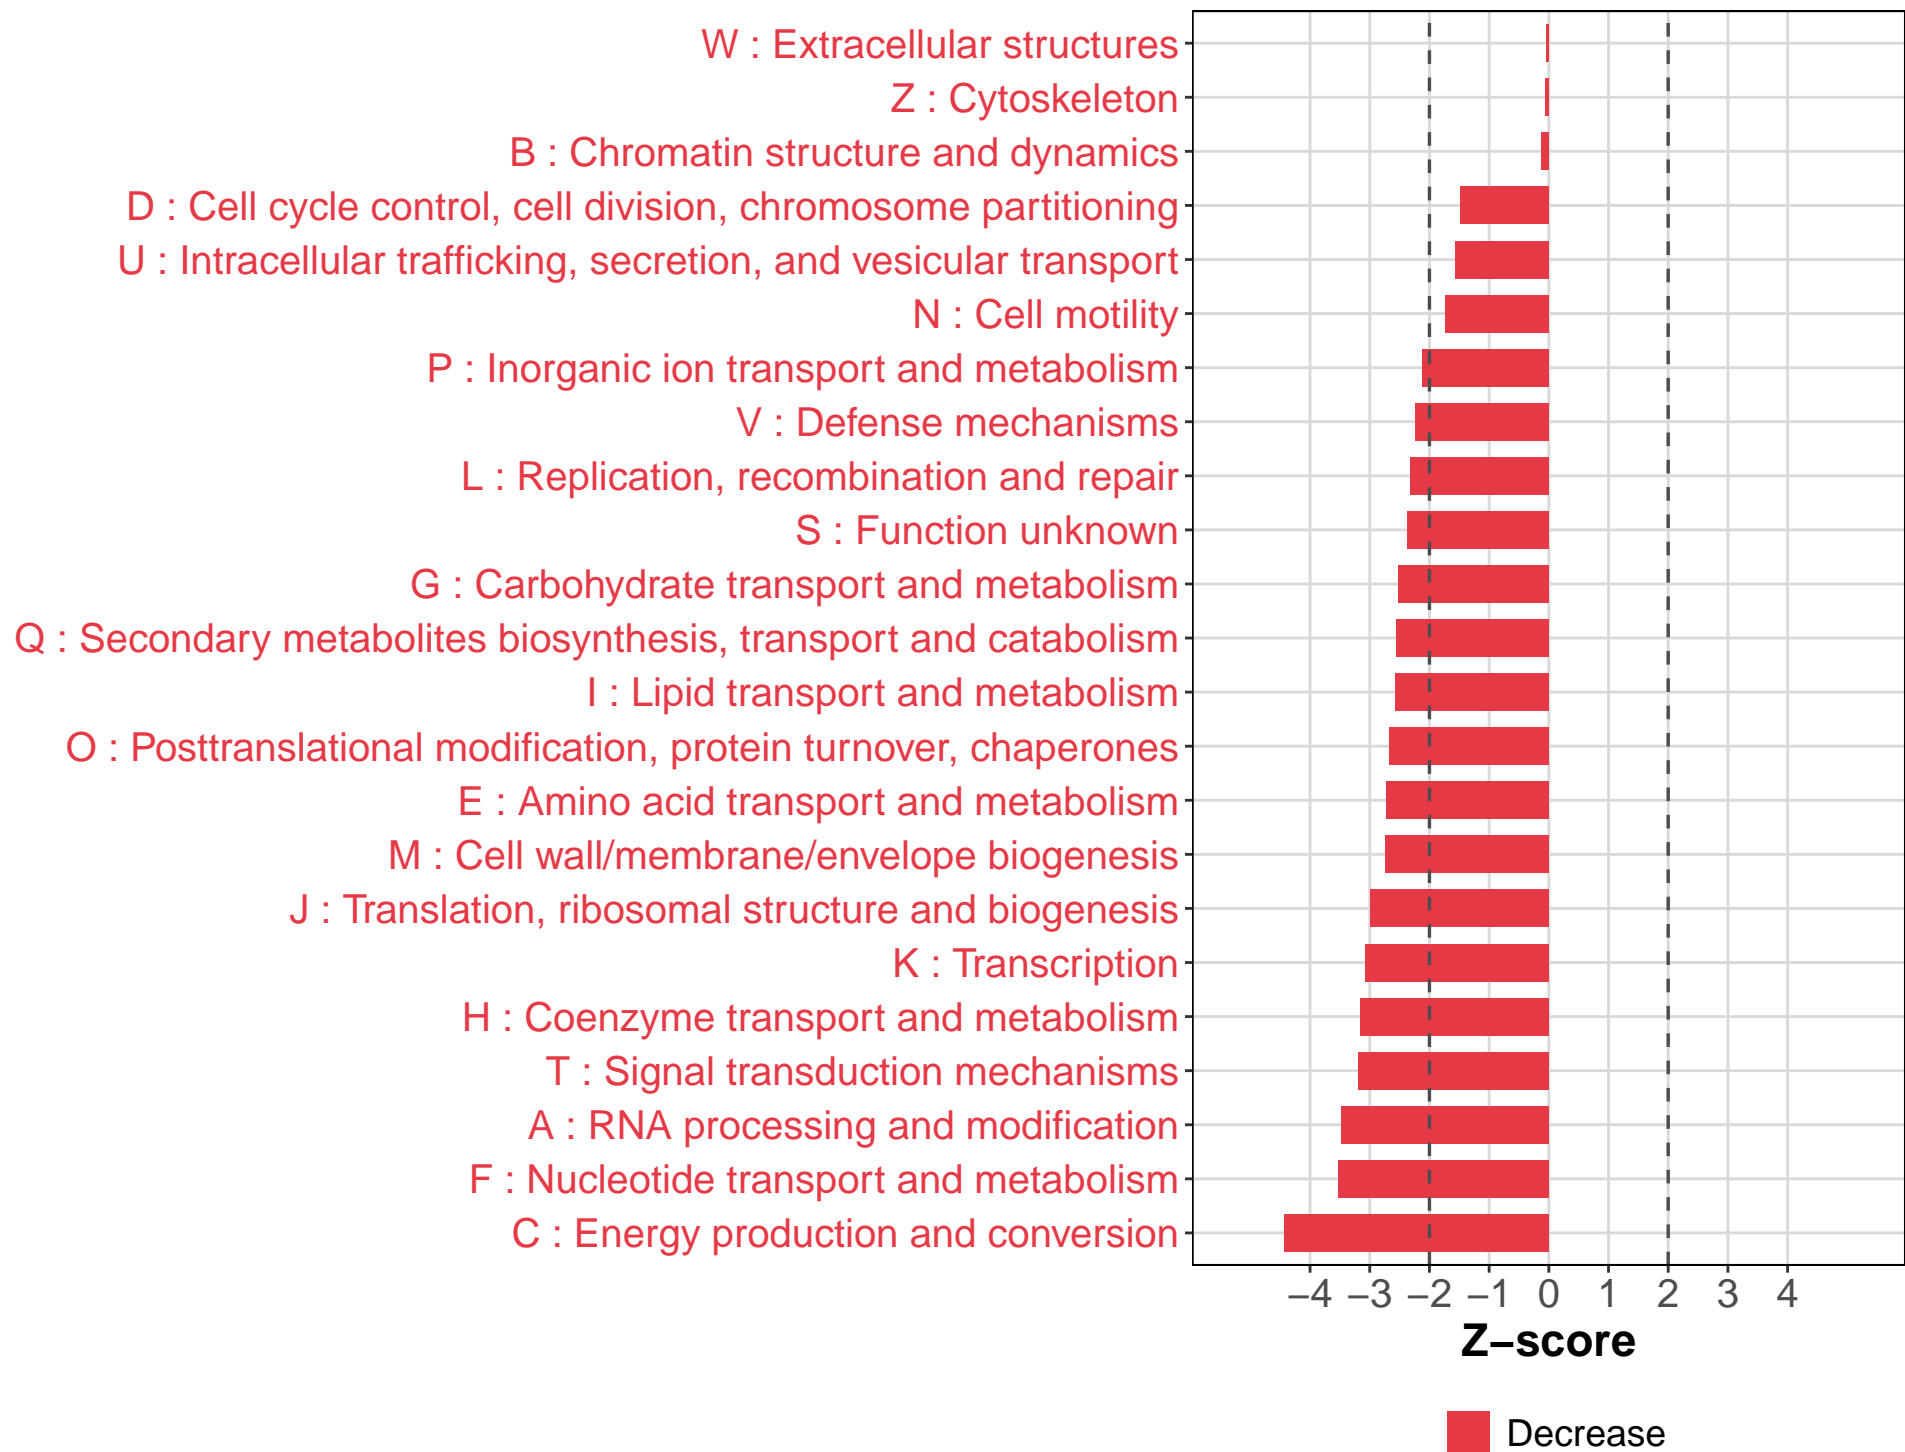 W : Extracellular structures
Z : Cytoskeleton
B : Chromatin structure and dynamics
D : Cell cycle control, cell division, chromosome partitioning
U : Intracellular trafficking, secretion, and vesicular transport
N : Cell motility
P : Inorganic ion transport and metabolism
V : Defense mechanisms
L : Replication, recombination and repair
S : Function unknown
G : Carbohydrate transport and metabolism
Q : Secondary metabolites biosynthesis, transport and catabolism
I : Lipid transport and metabolism
O : Posttranslational modification, protein turnover, chaperones
E : Amino acid transport and metabolism
M : Cell wall/membrane/envelope biogenesis
J : Translation, ribosomal structure and biogenesis
K : Transcription
H : Coenzyme transport and metabolism
T : Signal transduction mechanisms
A : RNA processing and modification
F : Nucleotide transport and metabolism
C : Energy production and conversion
−4 −3 −2 −1 0 1 2 3 4
Z−score
Decrease